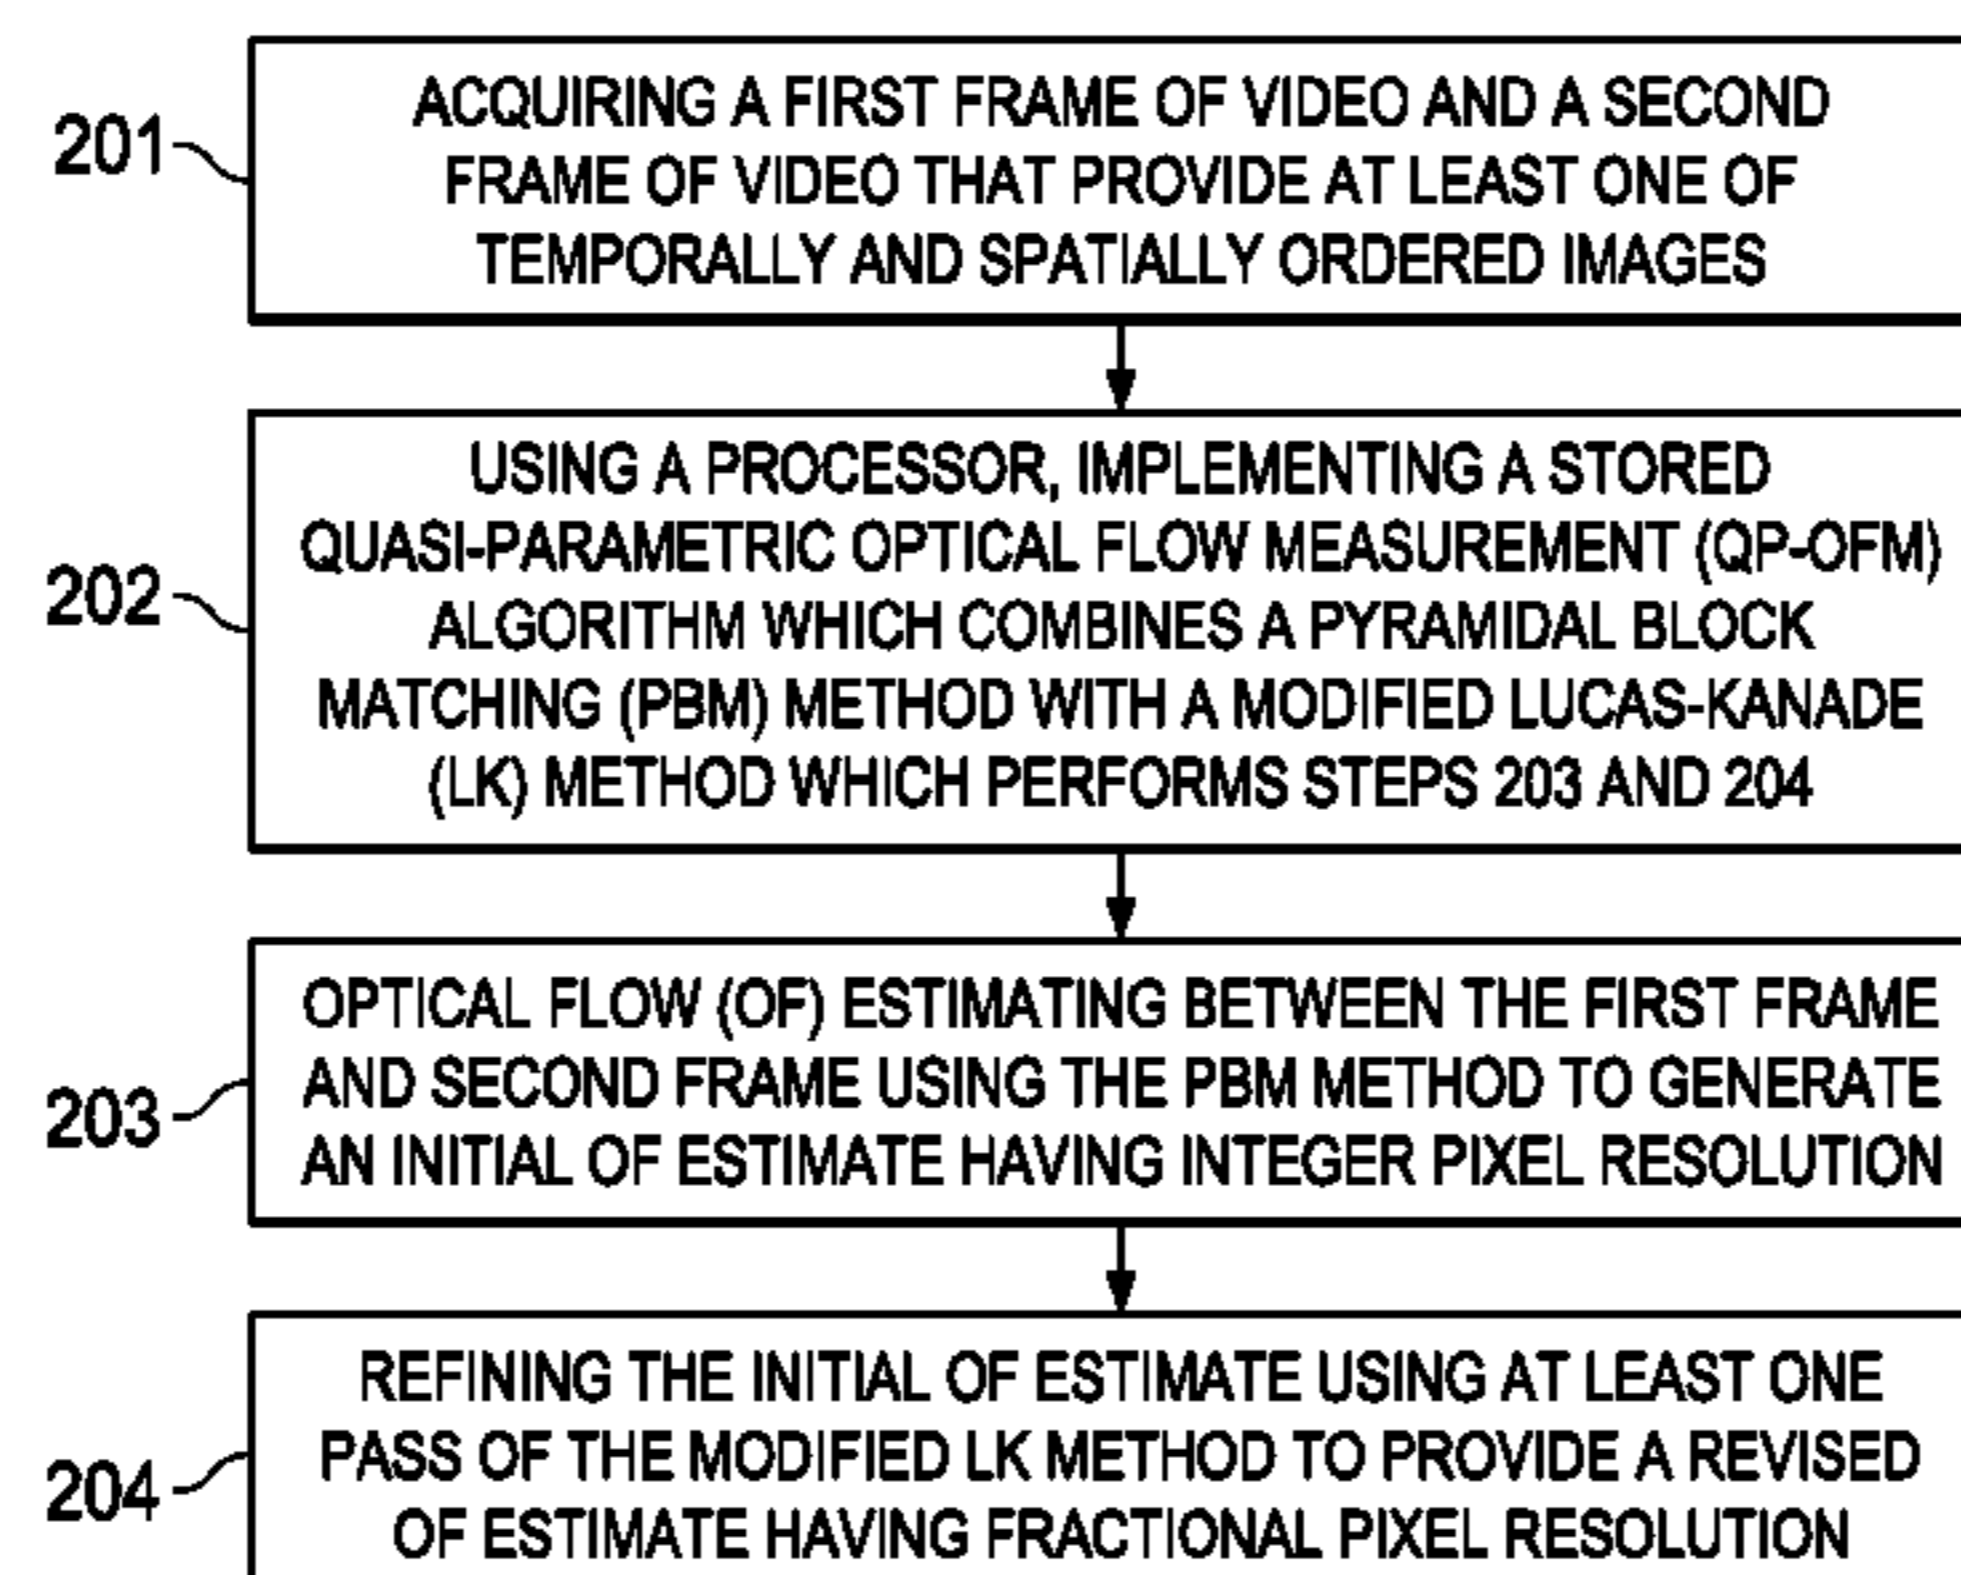 201
ACQUIRING A FIRST FRAME OF VIDEO AND A SECOND
FRAME OF VIDEO THAT PROVIDE AT LEAST ONE OF
TEMPORALLY AND SPATIALLY ORDERED IMAGES
202
USING A PROCESSOR, IMPLEMENTING A STORED
QUASI-PARAMETRIC OPTICAL FLOW MEASUREMENT (QP-OFM)
ALGORITHM WHICH COMBINES A PYRAMIDAL BLOCK
MATCHING (PBM) METHOD WITH A MODIFIED LUCAS-KANADE
(LK) METHOD WHICH PERFORMS STEPS 203 AND 204
203
OPTICAL FLOW (OF) ESTIMATING BETWEEN THE FIRST FRAME
AND SECOND FRAME USING THE PBM METHOD TO GENERATE
AN INITIAL OF ESTIMATE HAVING INTEGER PIXEL RESOLUTION
204
REFINING THE INITIAL OF ESTIMATE USING AT LEAST ONE
PASS OF THE MODIFIED LK METHOD TO PROVIDE A REVISED
OF ESTIMATE HAVING FRACTIONAL PIXEL RESOLUTION